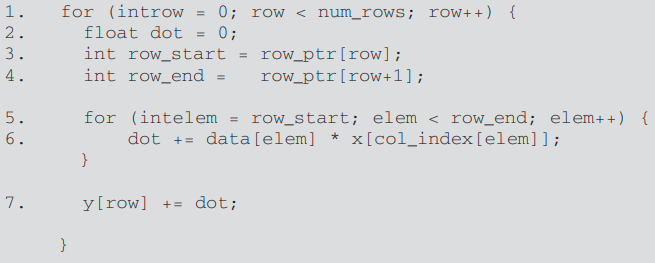 1. for (introw = 0; row < num_rows; row++) {
2. float dot = 0;
3. int row_start = row_ptr[row];
4. int row_end = row_ptr[row+1];
5. for (intelem = row_start; elem < row_end; elem++) {
6. dot += data[elem] * x[col_index[elem]];
}
7. y[row] += dot;
}